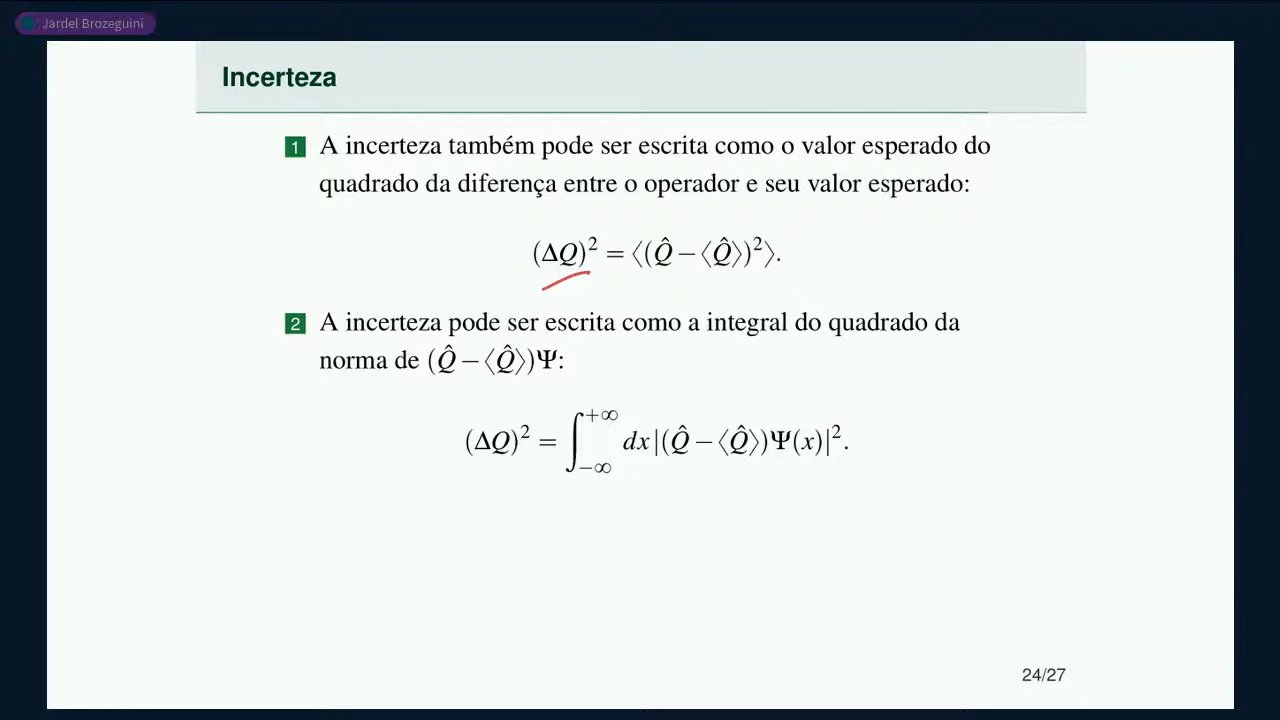 Jardel Brozeguini
Incerteza
1 A incerteza também pode ser escrita como o valor esperado do
quadrado da diferença entre o operador e seu valor esperado:
(ΔQ)² = ⟨(Q̂ − ⟨Q̂⟩)²⟩.
2 A incerteza pode ser escrita como a integral do quadrado da
norma de (Q̂ − ⟨Q̂⟩)Ψ:
(ΔQ)² = ∫₋∞⁺∞ dx|(Q̂ − ⟨Q̂⟩)Ψ(x)|².
24/27